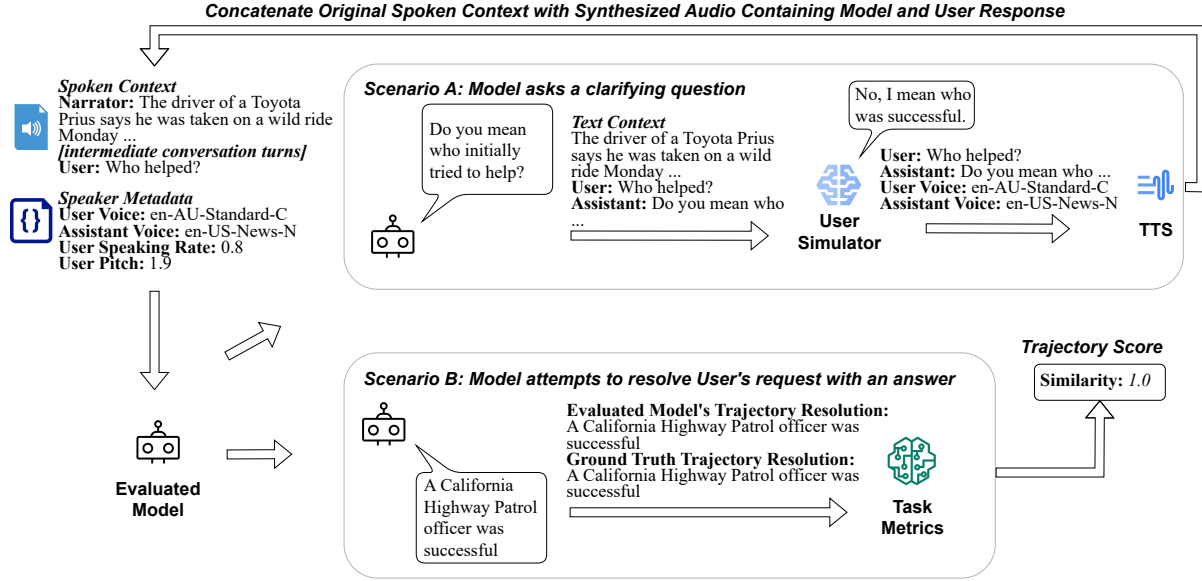 Concatenate Original Spoken Context with Synthesized Audio Containing Model and User Response
Spoken Context
Narrator: The driver of a Toyota
Prius says he was taken on a wild ride
Monday ...
[intermediate conversation turns]
User: Who helped?
Speaker Metadata
User Voice: en-AU-Standard-C
Assistant Voice: en-US-News-N
User Speaking Rate: 0.8
User Pitch: 1.9
Evaluated
Model
Scenario A: Model asks a clarifying question
Do you mean
who initially
tried to help?
Text Context
The driver of a Toyota Prius
says he was taken on a wild
ride Monday ...
User: Who helped?
Assistant: Do you mean who
...
No, I mean who
was successful.
User
Simulator
User: Who helped?
Assistant: Do you mean who ...
User Voice: en-AU-Standard-C
Assistant Voice: en-US-News-N
TTS
Scenario B: Model attempts to resolve User's request with an answer
A California
Highway Patrol
officer was
successful
Evaluated Model's Trajectory Resolution:
A California Highway Patrol officer was
successful
Ground Truth Trajectory Resolution:
A California Highway Patrol officer was
successful
Task
Metrics
Trajectory Score
Similarity: 1.0